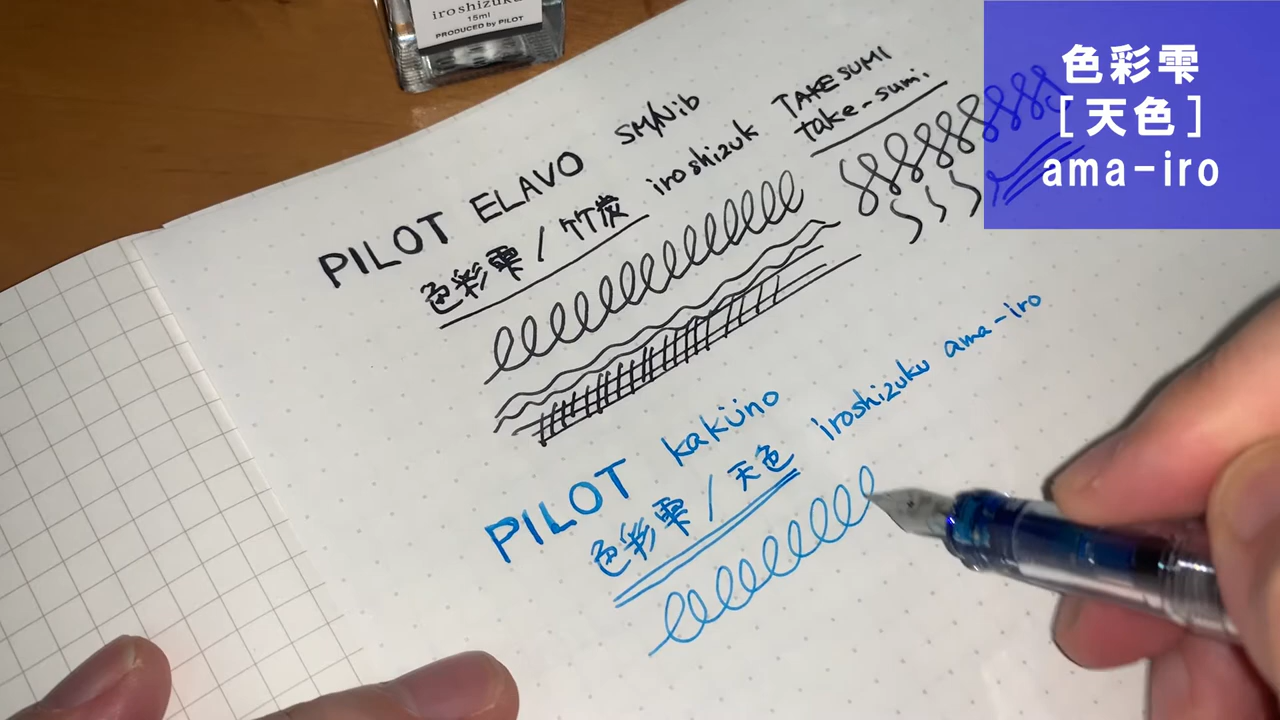 iroshizuku
15ml
PRODUCED by PILOT
色彩雫
[天色]
ama-iro
PILOT ELAVO SM/Nib
色彩雫/竹炭 iroshizuk TAKESUMI
take-sumi.
PILOT kaküno
色彩雫/天色 iroshizuku ama-iro